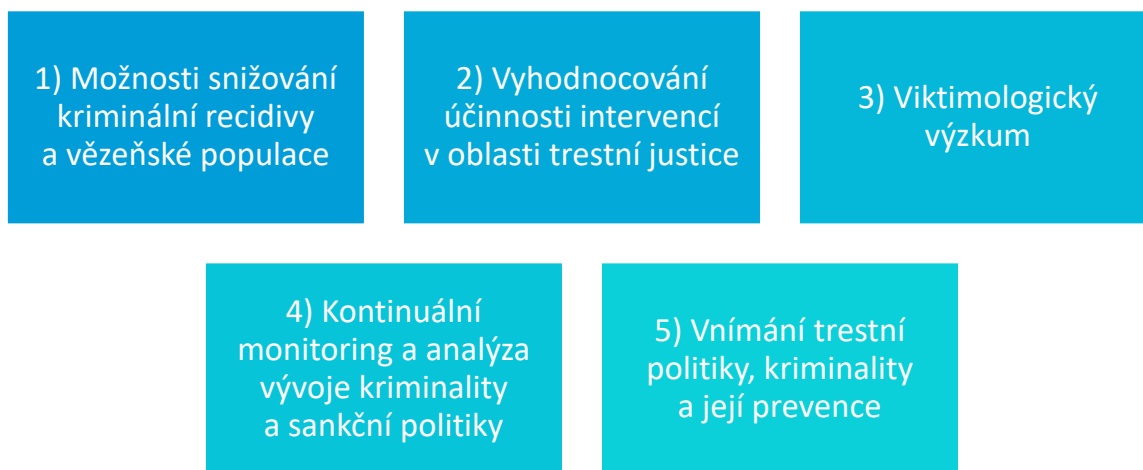 1) Možnosti snižování
kriminální recidivy
a vězeňské populace
2) Vyhodnocování
účinnosti intervencí
v oblasti trestní justice
3) Viktimologický
výzkum
4) Kontinuální
monitoring a analýza
vývoje kriminality
a sankční politiky
5) Vnímání trestní
politiky, kriminality
a její prevence